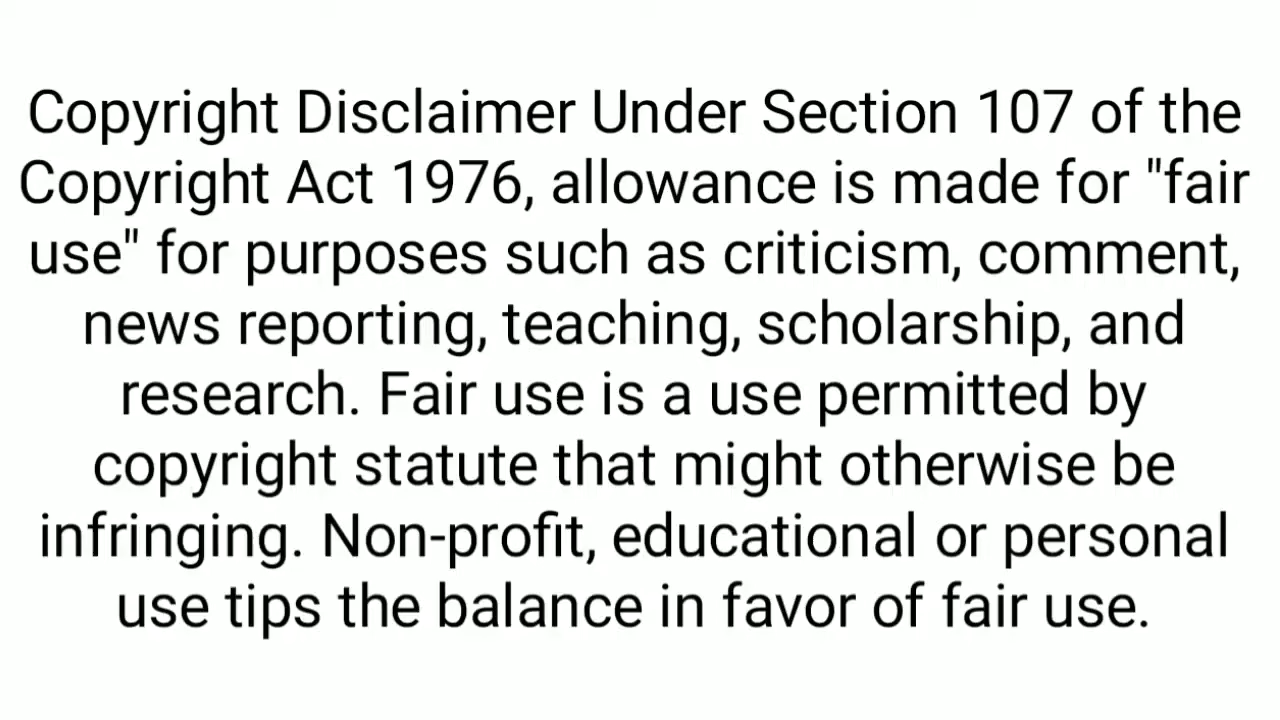 Copyright Disclaimer Under Section 107 of the
Copyright Act 1976, allowance is made for "fair
use" for purposes such as criticism, comment,
news reporting, teaching, scholarship, and
research. Fair use is a use permitted by
copyright statute that might otherwise be
infringing. Non-profit, educational or personal
use tips the balance in favor of fair use.